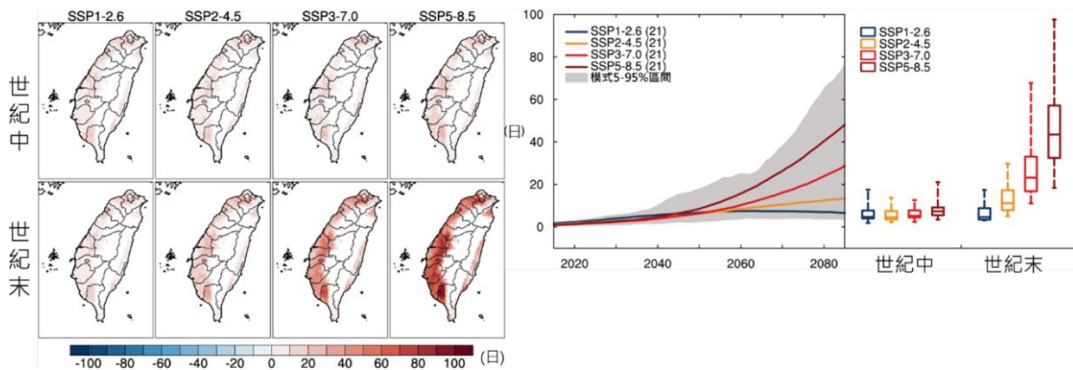 SSP1-2.6 SSP2-4.5 SSP3-7.0 SSP5-8.5
世紀中
世紀末
-100 -80 -60 -40 -20 0 20 40 60 80 100 (日)
(日)
100
80
60
40
20
0
SSP1-2.6 (21)
SSP2-4.5 (21)
SSP3-7.0 (21)
SSP5-8.5 (21)
模式5-95%區間
2020 2040 2060 2080
SSP1-2.6
SSP2-4.5
SSP3-7.0
SSP5-8.5
世紀中 世紀末